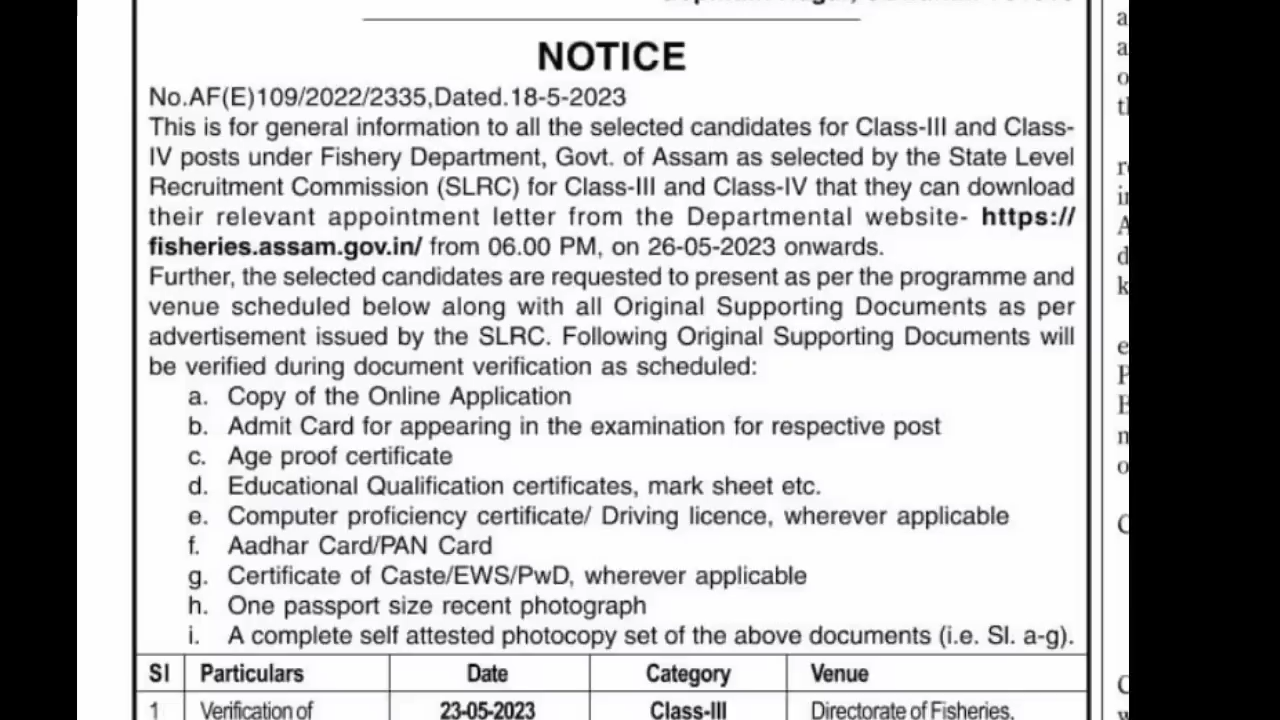 NOTICE
No.AF(E)109/2022/2335,Dated.18-5-2023
This is for general information to all the selected candidates for Class-III and Class-
IV posts under Fishery Department, Govt. of Assam as selected by the State Level
Recruitment Commission (SLRC) for Class-III and Class-IV that they can download
their relevant appointment letter from the Departmental website- https://
fisheries.assam.gov.in/ from 06.00 PM, on 26-05-2023 onwards.
Further, the selected candidates are requested to present as per the programme and
venue scheduled below along with all Original Supporting Documents as per
advertisement issued by the SLRC. Following Original Supporting Documents will
be verified during document verification as scheduled:
a. Copy of the Online Application
b. Admit Card for appearing in the examination for respective post
c. Age proof certificate
d. Educational Qualification certificates, mark sheet etc.
e. Computer proficiency certificate/ Driving licence, wherever applicable
f. Aadhar Card/PAN Card
g. Certificate of Caste/EWS/PwD, wherever applicable
h. One passport size recent photograph
i. A complete self attested photocopy set of the above documents (i.e. Sl. a-g).
Sl Particulars Date Category Venue
1 Verification of 23-05-2023 Class-III Directorate of Fisheries,